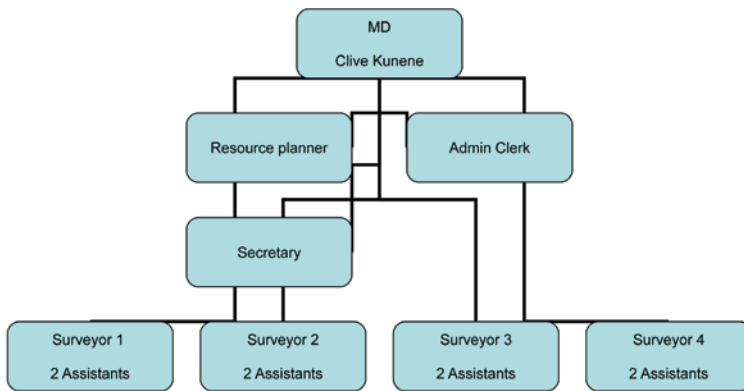 MD
Clive Kunene
Resource planner
Admin Clerk
Secretary
Surveyor 1
2 Assistants
Surveyor 2
2 Assistants
Surveyor 3
2 Assistants
Surveyor 4
2 Assistants